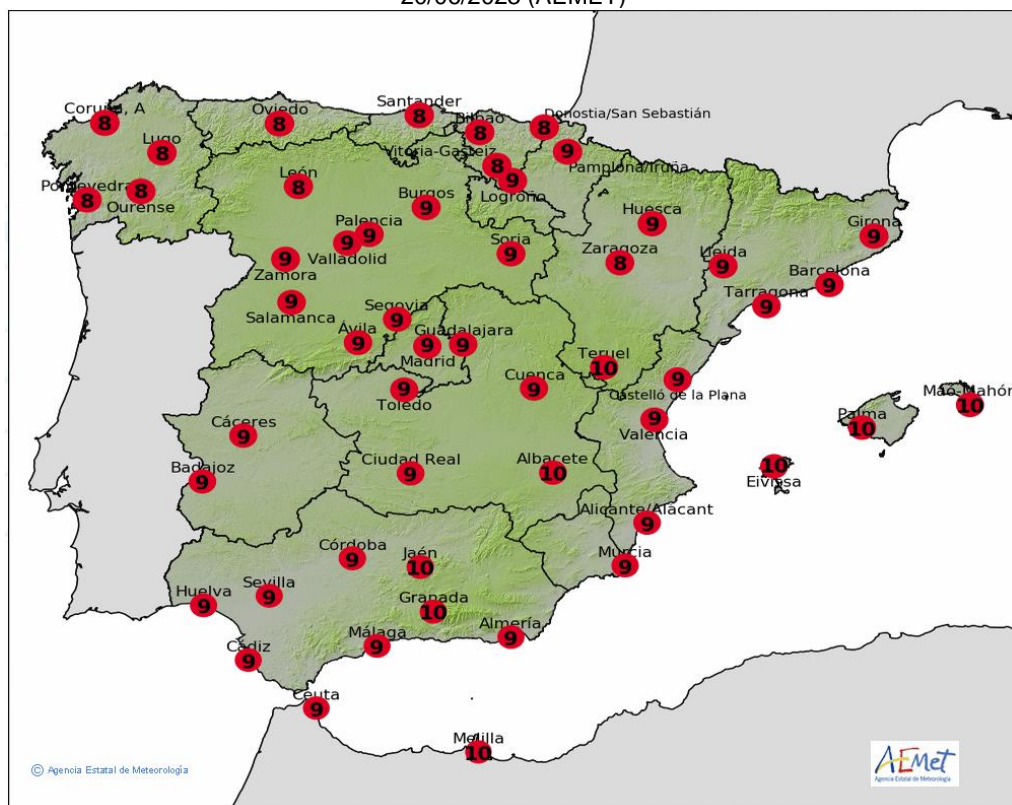 Coruña, A
8
Oviedo
8
Santander
8
Bilbao
8
Donostia/San Sebastián
8
Lugo
8
Vitoria-Gasteiz
8
Pamplona/Iruña
9
Pontevedra
8
Ourense
8
León
8
Burgos
9
Logroño
9
Palencia
9
Valladolid
9
Soria
9
Huesca
9
Zaragoza
8
Lleida
9
Girona
9
Barcelona
9
Tarragona
9
Zamora
9
Salamanca
9
Segovia
9
Ávila
9
Guadalajara
9
Madrid
9
Teruel
10
Toledo
9
Cuenca
9
Castelló de la Plana
9
Valencia
9
Palma
10
Mao-Mahón
10
Cáceres
9
Badajoz
9
Ciudad Real
9
Albacete
10
Eivissa
10
Alicante/Alacant
9
Murcia
9
Córdoba
9
Jaén
10
Huelva
9
Sevilla
9
Granada
10
Almería
9
Málaga
9
Cádiz
9
Ceuta
9
Melilla
10
© Agencia Estatal de Meteorología
AEMet
Agencia Estatal de Meteorología